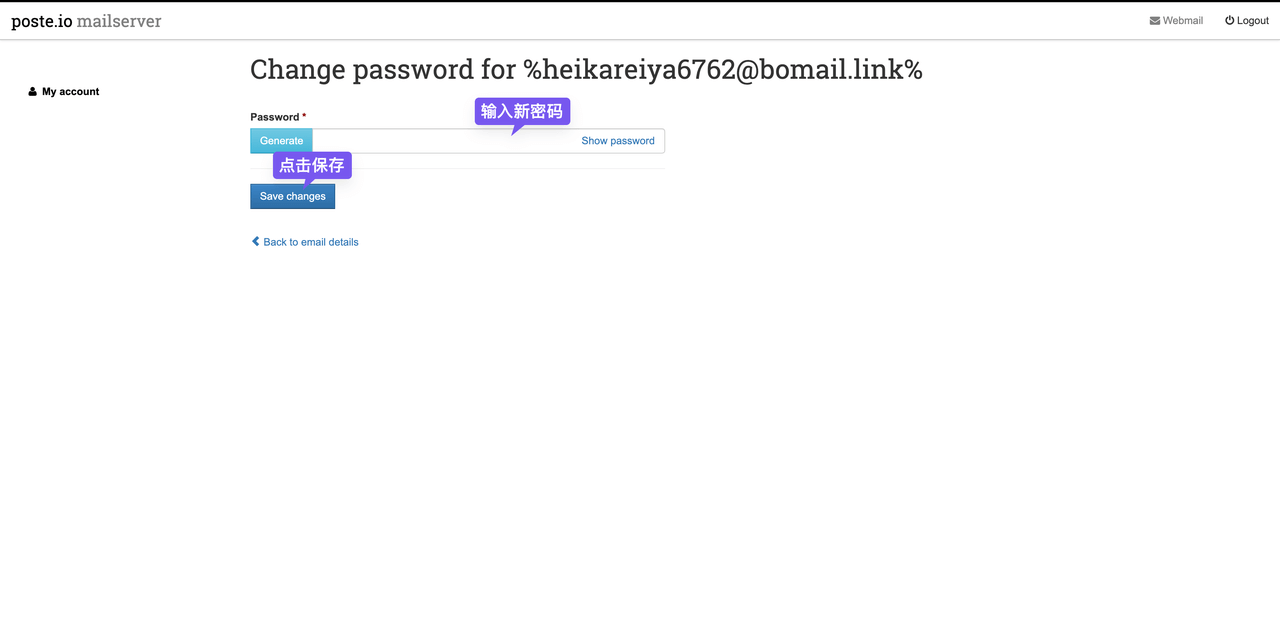 poste.io mailserver
Webmail
Logout
My account
Change password for %heikareiya6762@bomail.link%
Password *
输入新密码
Generate
Show password
点击保存
Save changes
Back to email details